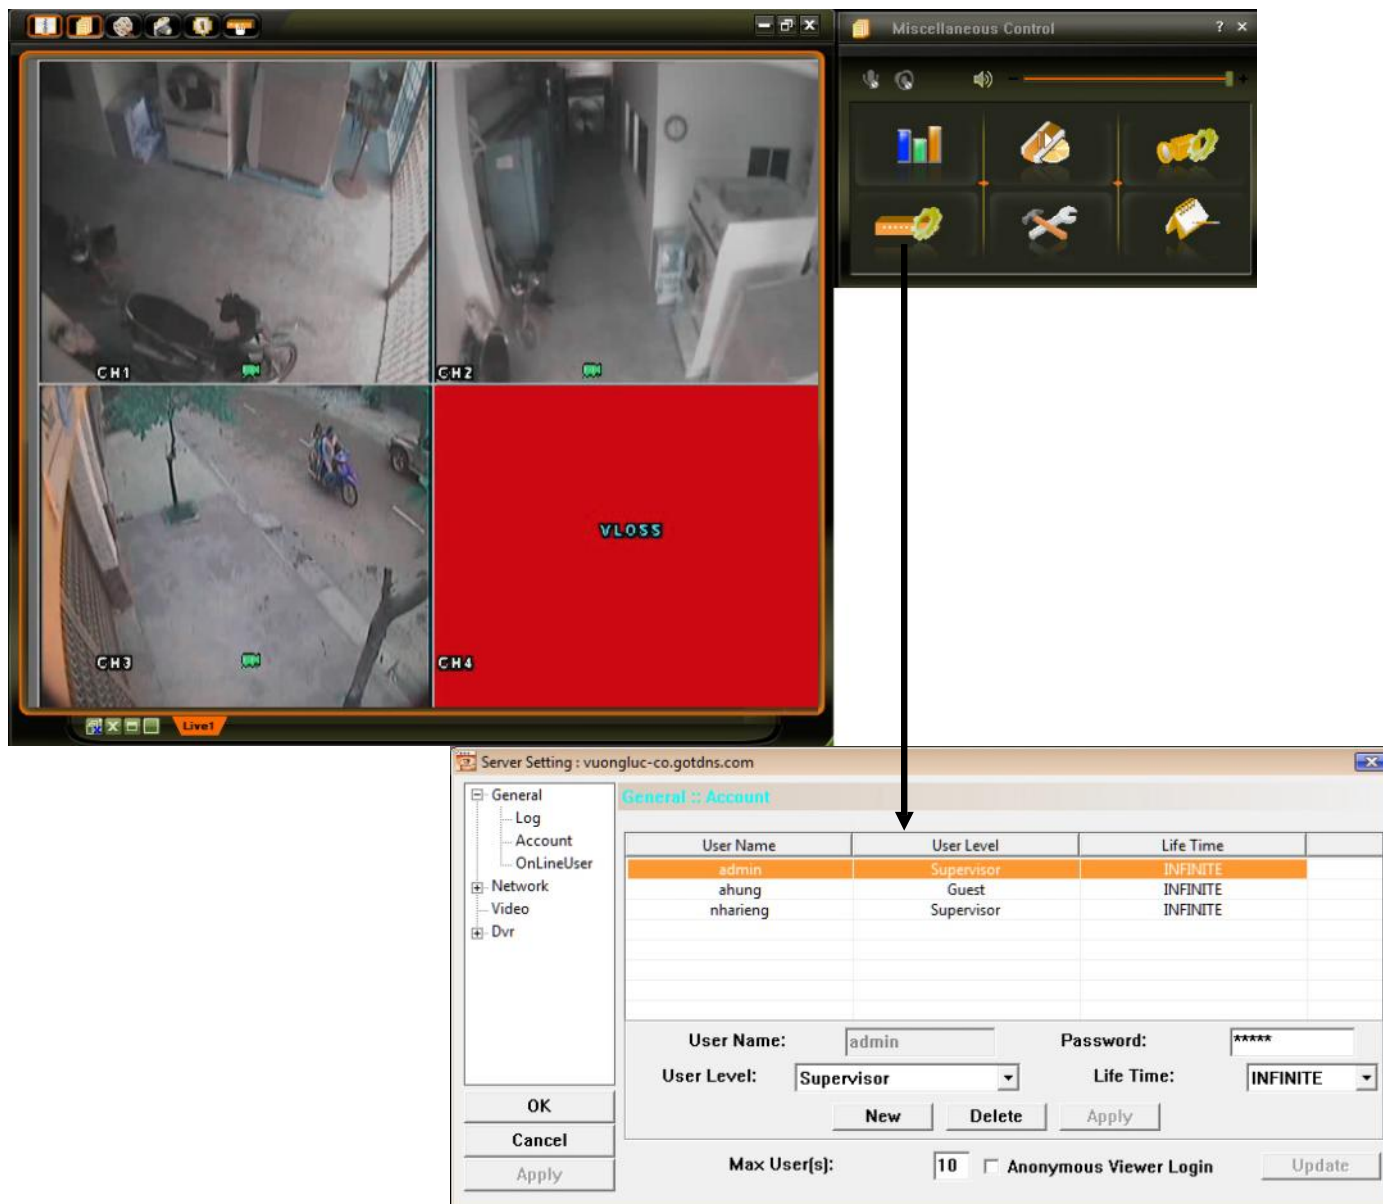 Miscellaneous Control
?
CH1
CH2
VLOSS
CH3
CH4
Live1
Server Setting : vuongluc-co.gotdns.com
General
Log
Account
OnLineUser
Network
Video
Dvr
General :: Account
User Name User Level Life Time
admin Supervisor INFINITE
ahung Guest INFINITE
nharieng Supervisor INFINITE
User Name: admin Password: *****
User Level: Supervisor Life Time: INFINITE
New Delete Apply
Max User(s): 10 Anonymous Viewer Login Update
OK
Cancel
Apply